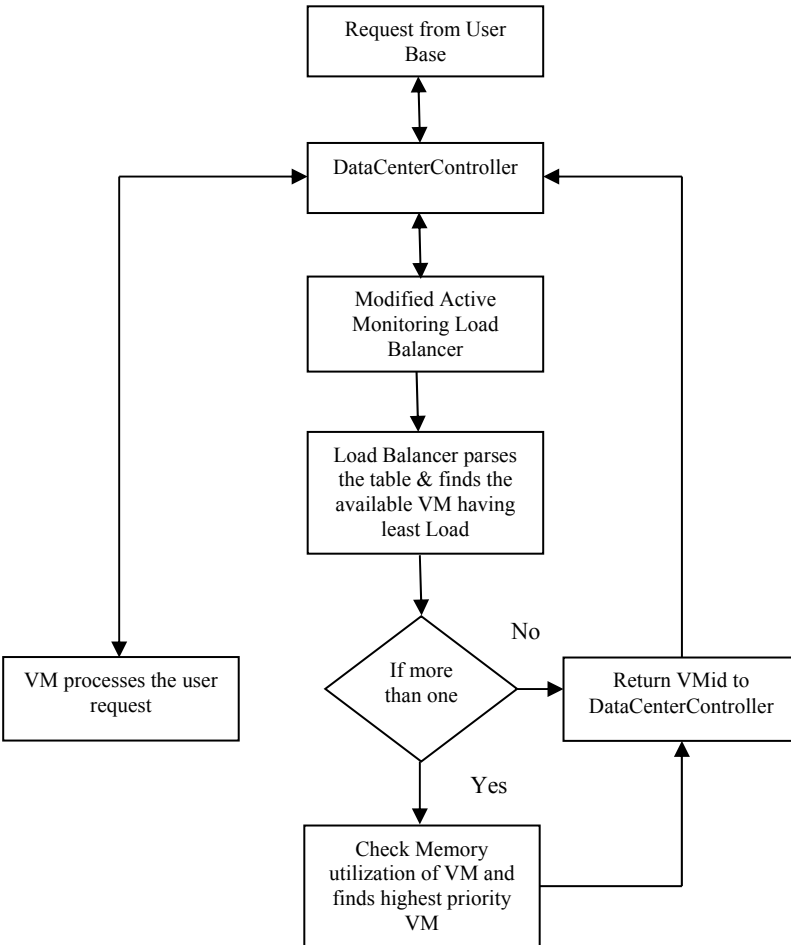 Request from User
Base
DataCenterController
Modified Active
Monitoring Load
Balancer
Load Balancer parses
the table & finds the
available VM having
least Load
No
If more
than one
VM processes the user
request
Return VMid to
DataCenterController
Yes
Check Memory
utilization of VM and
finds highest priority
VM